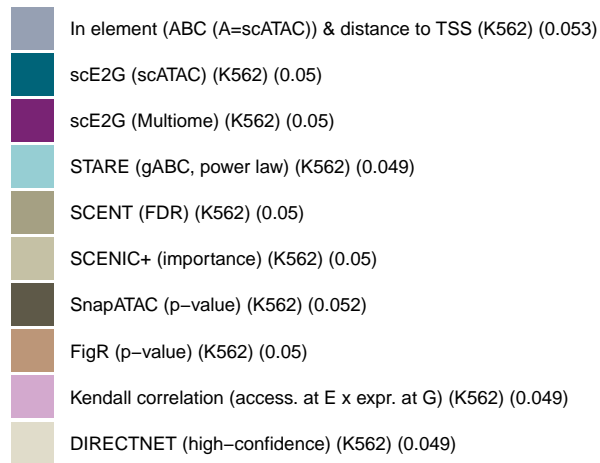 In element (ABC (A=scATAC)) & distance to TSS (K562) (0.053)
scE2G (scATAC) (K562) (0.05)
scE2G (Multiome) (K562) (0.05)
STARE (gABC, power law) (K562) (0.049)
SCENT (FDR) (K562) (0.05)
SCENIC+ (importance) (K562) (0.05)
SnapATAC (p−value) (K562) (0.052)
FigR (p−value) (K562) (0.05)
Kendall correlation (access. at E x expr. at G) (K562) (0.049)
DIRECTNET (high−confidence) (K562) (0.049)